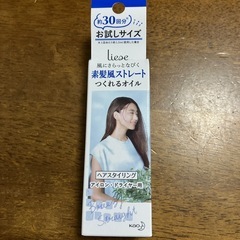 約30回分
お試しサイズ
liese
風にさらっとなびく
素髪風ストレート
つくれるオイル
ヘアスタイリング
アイロン・ドライヤー用
KAO